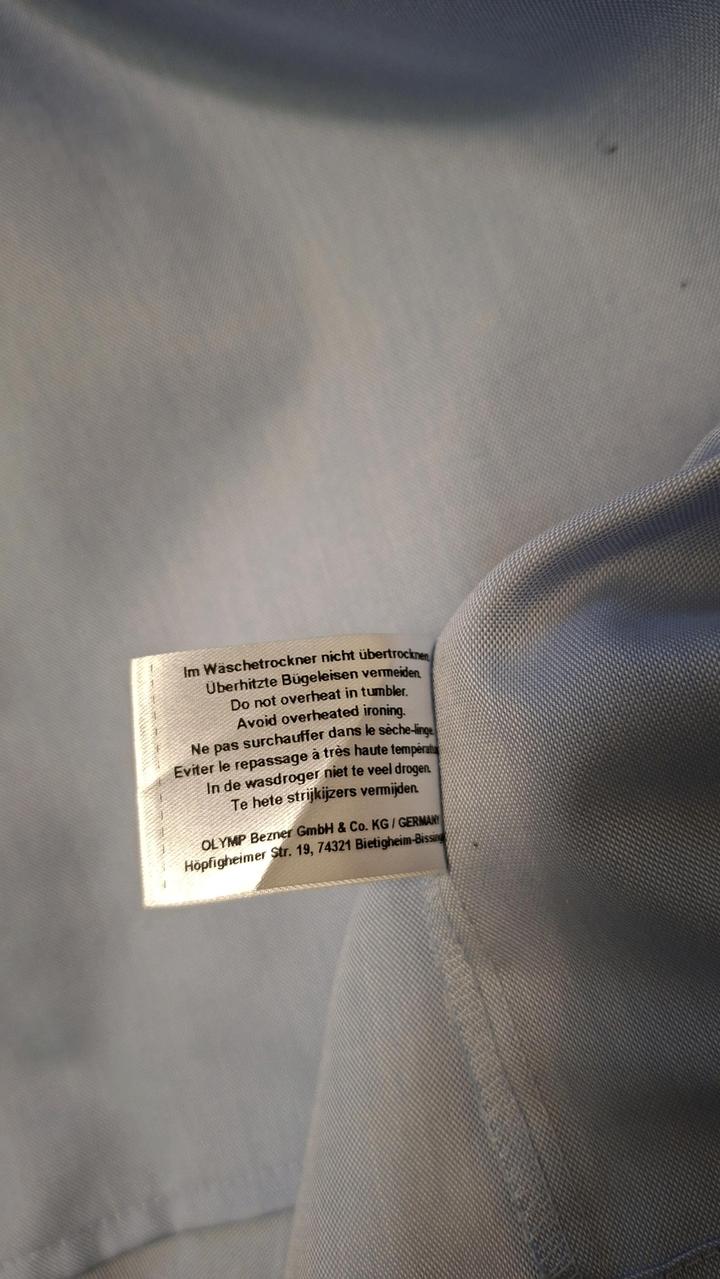 Im Wäschetrockner nicht übertrocknen
Überhitzte Bügeleisen vermeiden.
Do not overheat in tumbler.
Avoid overheated ironing.
Ne pas surchauffer dans le sèche-linge.
Eviter le repassage à très haute
In de wasdroger niet te veel drogen.
Te hete strijkijzers vermijden.
OLYMP Bezner GmbH & Co. KG / GERMANY
Höpfigheimer Str. 19, 74321